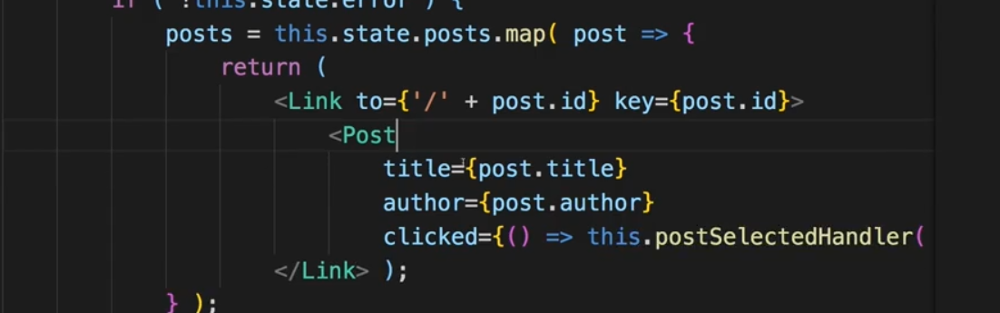 if ( !this.state.error ) {
posts = this.state.posts.map( post => {
return (
<Link to={'/' + post.id} key={post.id}>
<Post
title={post.title}
author={post.author}
clicked={() => this.postSelectedHandler(
</Link> );
} );